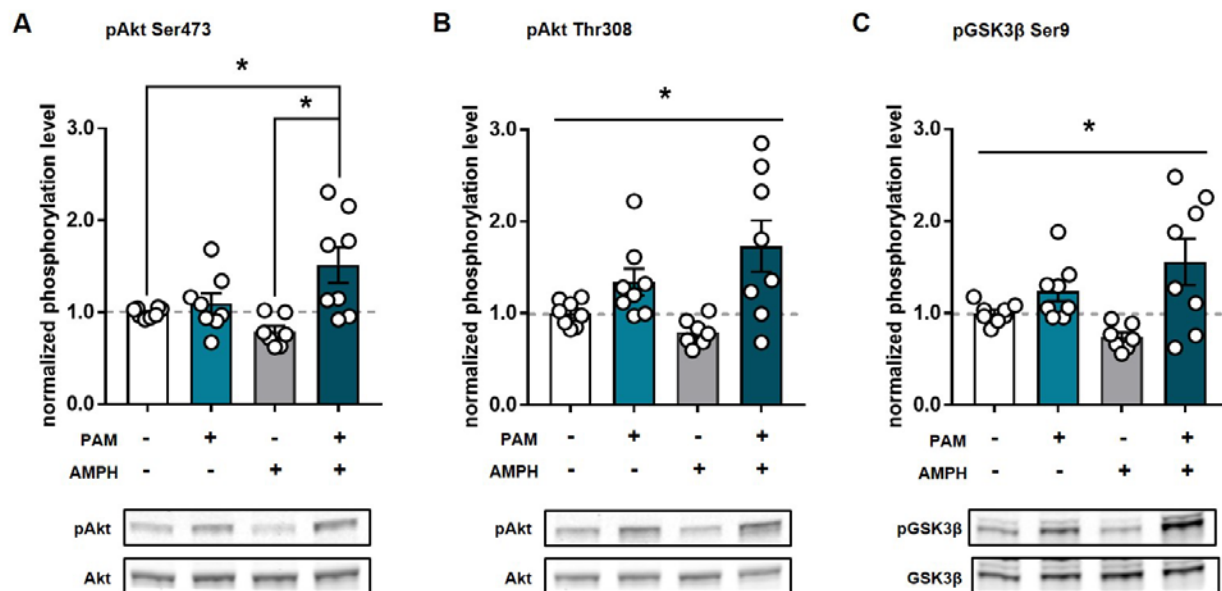 A pAkt Ser473
*
*
normalized phosphorylation level
3.0
2.0
1.0
0.0
PAM - + - +
AMPH - - + +
pAkt
Akt
B pAkt Thr308
*
normalized phosphorylation level
3.0
2.0
1.0
0.0
PAM - + - +
AMPH - - + +
pAkt
Akt
C pGSK3β Ser9
*
normalized phosphorylation level
3.0
2.0
1.0
0.0
PAM - + - +
AMPH - - + +
pGSK3β
GSK3β